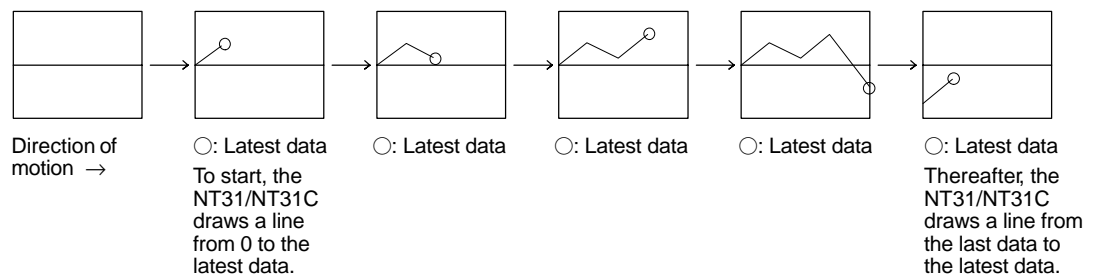 Direction of
motion →
○: Latest data
To start, the
NT31/NT31C
draws a line
from 0 to the
latest data.
○: Latest data
○: Latest data
○: Latest data
○: Latest data
Thereafter, the
NT31/NT31C
draws a line from
the last data to
the latest data.